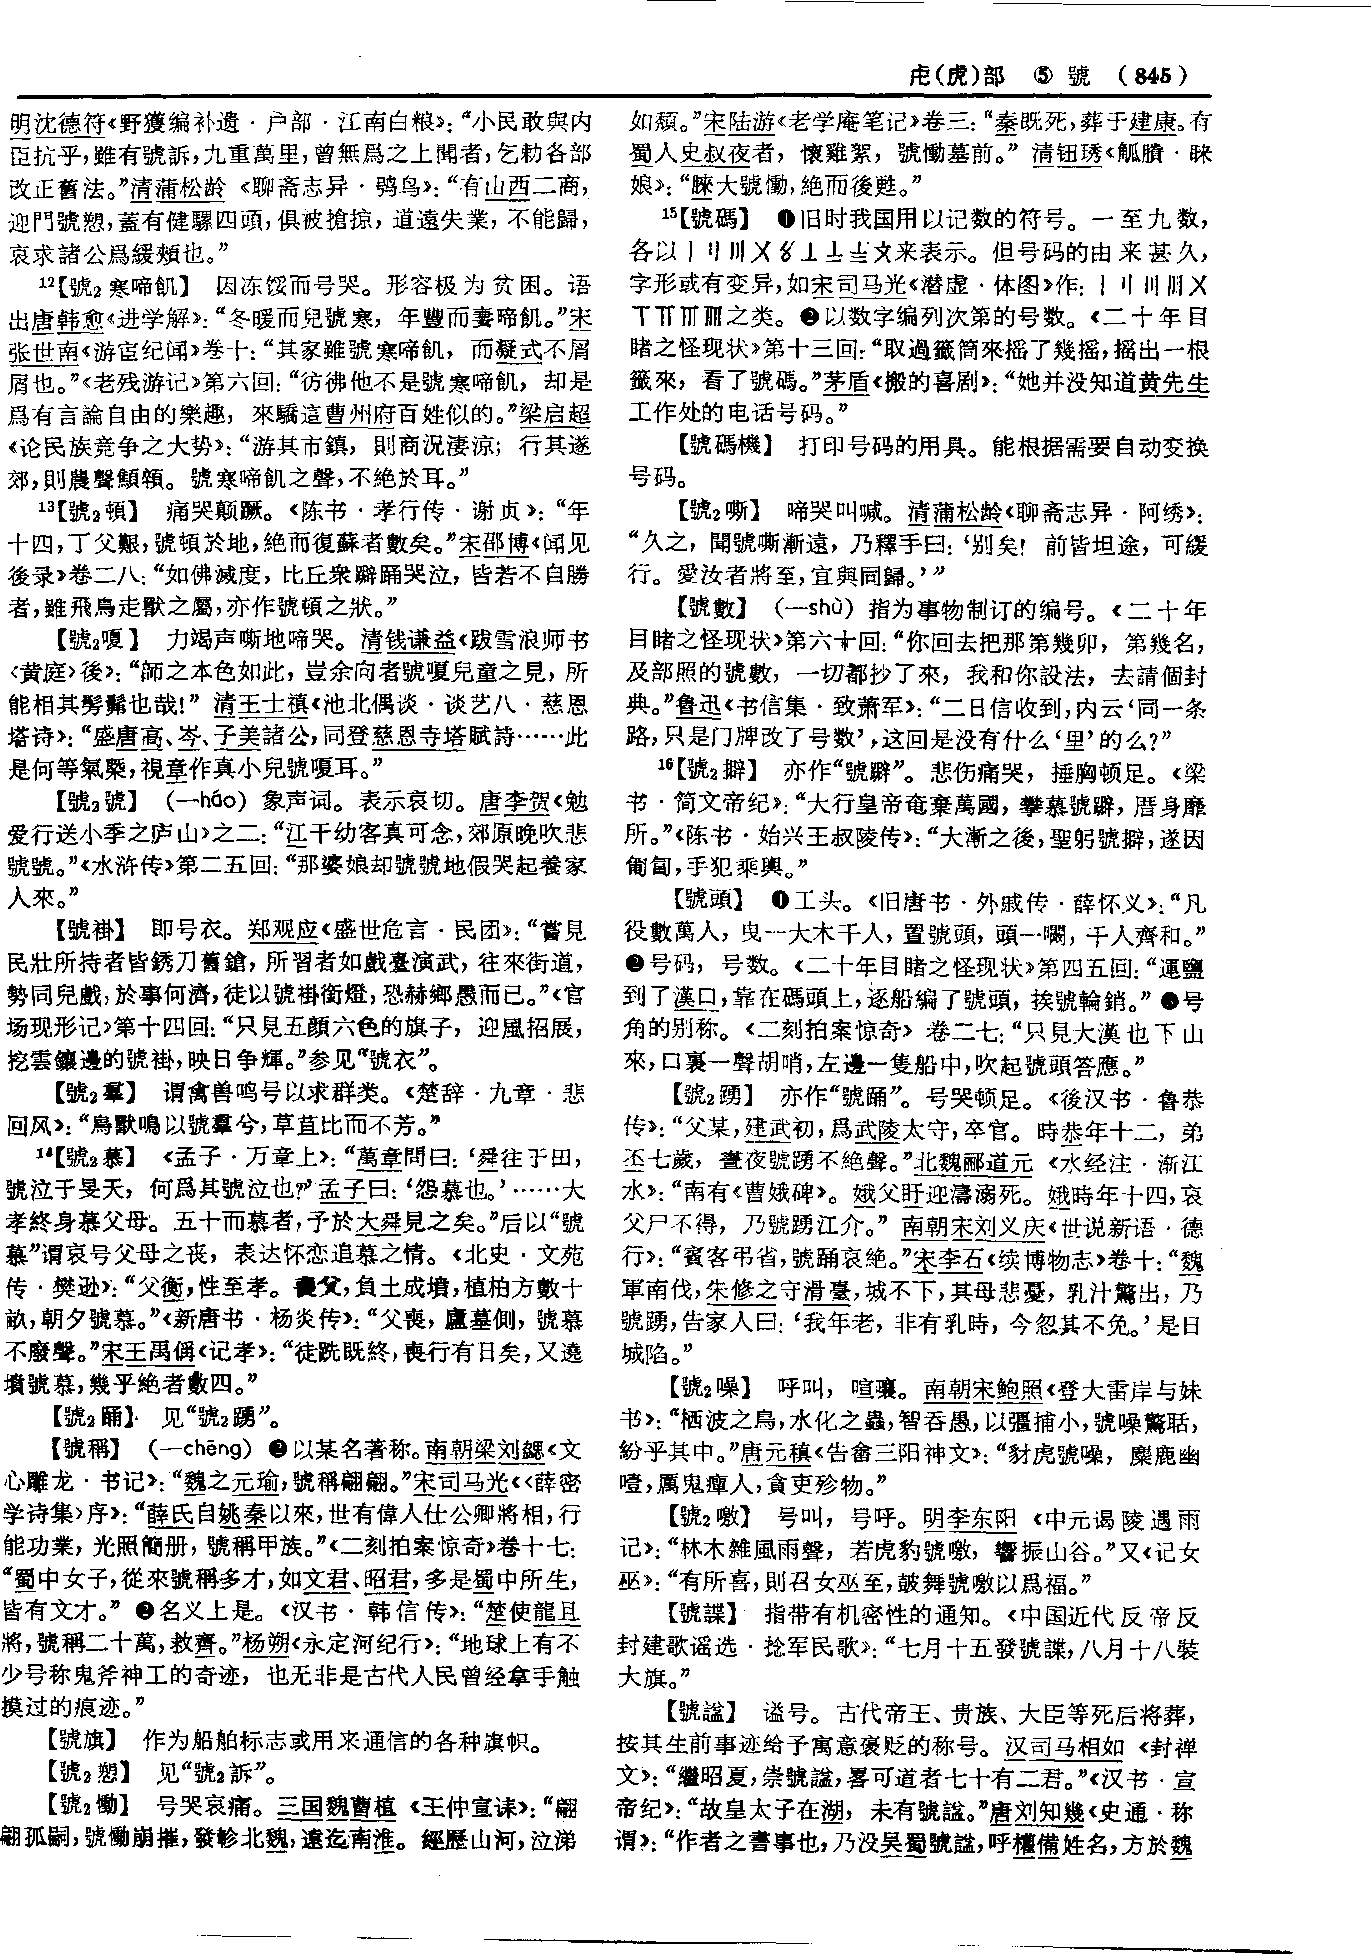 虍(虎)部 ⑤ 號 (845)
明沈德符《野獲编补遗·户部·江南白粮》：“小民敢與内
臣抗乎，雖有號訴，九重萬里，曾無爲之上聞者，乞勅各部
改正舊法。”清蒲松龄《聊斋志异·鸮鸟》：“有山西二商，
迎門號愬，蓋有健騾四頭，俱被搶掠，道遠失業，不能歸，
哀求諸公爲緩頰也。”
12【號₂寒啼飢】 因冻馁而号哭。形容极为贫困。语
出唐韩愈《进学解》：“冬暖而兒號寒，年豐而妻啼飢。”宋
张世南《游宦纪闻》卷十：“其家雖號寒啼飢，而凝式不屑
屑也。”《老残游记》第六回：“彷彿他不是號寒啼飢，却是
爲有言論自由的樂趣，來驕這曹州府百姓似的。”梁启超
《论民族竞争之大势》：“游其市鎮，則商況淒涼；行其遂
郊，則農聲顦顇。號寒啼飢之聲，不絶於耳。”
13【號₂頓】 痛哭颠蹶。《陈书·孝行传·谢贞》：“年
十四，丁父艱，號頓於地，絶而復蘇者數矣。”宋邵博《闻见
後录》卷二八：“如佛滅度，比丘衆躃踊哭泣，皆若不自勝
者，雖飛鳥走獸之屬，亦作號頓之狀。”
【號₂嗄】 力竭声嘶地啼哭。清钱谦益《跋雪浪师书
〈黄庭〉後》：“師之本色如此，豈余向者號嗄兒童之見，所
能相其髣髴也哉！”清王士禛《池北偶谈·谈艺八·慈恩
塔诗》：“盛唐高、岑、子美諸公，同登慈恩寺塔賦詩……此
是何等氣槩，視章作真小兒號嗄耳。”
【號₂號】 （—háo）象声词。表示哀切。唐李贺《勉
爱行送小季之庐山》之二：“江干幼客真可念，郊原晚吹悲
號號。”《水浒传》第二五回：“那婆娘却號號地假哭起養家
人來。”
【號褂】 即号衣。郑观应《盛世危言·民团》：“嘗見
民壯所持者皆銹刀舊鎗，所習者如戲臺演武，往來街道，
勢同兒戲，於事何濟，徒以號褂銜燈，恐赫鄉愚而已。”《官
场现形记》第十四回：“只見五顔六色的旗子，迎風招展，
挖雲鑲邊的號褂，映日争輝。”参见“號衣”。
【號₂羣】 谓禽兽鸣号以求群类。《楚辞·九章·悲
回风》：“鳥獸鳴以號羣兮，草苴比而不芳。”
14【號₂慕】 《孟子·万章上》：“萬章問曰：‘舜往于田，
號泣于旻天，何爲其號泣也？’孟子曰：‘怨慕也。’……大
孝終身慕父母。五十而慕者，予於大舜見之矣。”后以“號
慕”谓哀号父母之丧，表达怀恋追慕之情。《北史·文苑
传·樊逊》：“父衡，性至孝。喪父，負土成墳，植柏方數十
畝，朝夕號慕。”《新唐书·杨炎传》：“父喪，廬墓側，號慕
不廢聲。”宋王禹偁《记孝》：“徒跣既終，喪行有日矣，又遶
墳號慕，幾乎絶者數四。”
【號₂踊】 见“號₂踴”。
【號稱】 （—chēng）❶以某名著称。南朝梁刘勰《文
心雕龙·书记》：“魏之元瑜，號稱翩翩。”宋司马光《〈薛密
学诗集〉序》：“薛氏自姚秦以來，世有偉人仕公卿將相，行
能功業，光照簡册，號稱甲族。”《二刻拍案惊奇》卷十七：
“蜀中女子，從來號稱多才，如文君、昭君，多是蜀中所生，
皆有文才。”❷名义上是。《汉书·韩信传》：“楚使龍且
將，號稱二十萬，救齊。”杨朔《永定河纪行》：“地球上有不
少号称鬼斧神工的奇迹，也无非是古代人民曾经拿手触
摸过的痕迹。”
【號旗】 作为船舶标志或用来通信的各种旗帜。
【號₂愬】 见“號₂訴”。
【號₂慟】 号哭哀痛。三国魏曹植《王仲宣诔》：“翩
翩孤嗣，號慟崩摧，發軫北魏，遠迄南淮。經歷山河，泣涕
如頹。”宋陆游《老学庵笔记》卷三：“秦既死，葬于建康。有
蜀人史叔夜者，懷雞絮，號慟墓前。”清钮琇《觚賸·睐
娘》：“睞大號慟，絶而後甦。”
15【號碼】 ❶旧时我国用以记数的符号。一至九数，
各以〡〢〣〤〥〦〧〨〩来表示。但号码的由来甚久，
字形或有变异，如宋司马光《潜虚·体图》作：〡〢〣〣〡〤
丅〒之类。❷以数字编列次第的号数。《二十年目
睹之怪现状》第十三回：“取過籤筒來摇了幾摇，摇出一根
籤來，看了號碼。”茅盾《搬的喜剧》：“她并没知道黄先生
工作处的电话号码。”
【號碼機】 打印号码的用具。能根据需要自动变换
号码。
【號₂嘶】 啼哭叫喊。清蒲松龄《聊斋志异·阿绣》：
“久之，聞號嘶漸遠，乃釋手曰：‘别矣！前皆坦途，可緩
行。愛汝者將至，宜與同歸。’”
【號數】 （—shù）指为事物制订的编号。《二十年
目睹之怪现状》第六十回：“你回去把那第幾卯，第幾名，
及部照的號數，一切都抄了來，我和你設法，去請個封
典。”鲁迅《书信集·致萧军》：“二日信收到，内云‘同一条
路，只是门牌改了号数’，这回是没有什么‘里’的么？”
16【號₂擗】 亦作“號躃”。悲伤痛哭，捶胸顿足。《梁
书·简文帝纪》：“大行皇帝奄棄萬國，攀慕號躃，厝身靡
所。”《陈书·始兴王叔陵传》：“大漸之後，聖躬號擗，遂因
匍匐，手犯乘輿。”
【號頭】 ❶工头。《旧唐书·外戚传·薛怀义》：“凡
役數萬人，曳一大木千人，置號頭，頭一㘎，千人齊和。”
❷号码，号数。《二十年目睹之怪现状》第四五回：“運鹽
到了漢口，靠在碼頭上，逐船編了號頭，挨號輪銷。”❸号
角的别称。《二刻拍案惊奇》卷二七：“只見大漢也下山
來，口裏一聲胡哨，左邊一隻船中，吹起號頭答應。”
【號₂踴】 亦作“號踊”。号哭顿足。《後汉书·鲁恭
传》：“父某，建武初，爲武陵太守，卒官。時恭年十二，弟
丕七歲，晝夜號踴不絶聲。”北魏郦道元《水经注·渐江
水》：“南有《曹娥碑》。娥父盱迎濤溺死。娥時年十四，哀
父尸不得，乃號踴江介。”南朝宋刘义庆《世说新语·德
行》：“賓客弔省，號踊哀絶。”宋李石《续博物志》卷十：“魏
軍南伐，朱修之守滑臺，城不下，其母悲憂，乳汁驚出，乃
號踴，告家人曰：‘我年老，非有乳時，今忽其不免。’是日
城陷。”
【號₂噪】 呼叫，喧嚷。南朝宋鲍照《登大雷岸与妹
书》：“栖波之鳥，水化之蟲，智吞愚，以彊捕小，號噪驚聒，
紛乎其中。”唐元稹《告畬三阳神文》：“豺虎號噪，麋鹿幽
噎，厲鬼癉人，貪吏殄物。”
【號₂噭】 号叫，号呼。明李东阳《中元谒陵遇雨
记》：“林木雜風雨聲，若虎豹號噭，響振山谷。”又《记女
巫》：“有所喜，則召女巫至，鼓舞號噭以爲福。”
【號諜】 指带有机密性的通知。《中国近代反帝反
封建歌谣选·捻军民歌》：“七月十五發號諜，八月十八裝
大旗。”
【號謚】 谥号。古代帝王、贵族、大臣等死后将葬，
按其生前事迹给予寓意褒贬的称号。汉司马相如《封禅
文》：“繼昭夏，崇號謚，畧可道者七十有二君。”《汉书·宣
帝纪》：“故皇太子在湖，未有號謚。”唐刘知幾《史通·称
谓》：“作者之書事也，乃没吴蜀號謚，呼權備姓名，方於魏